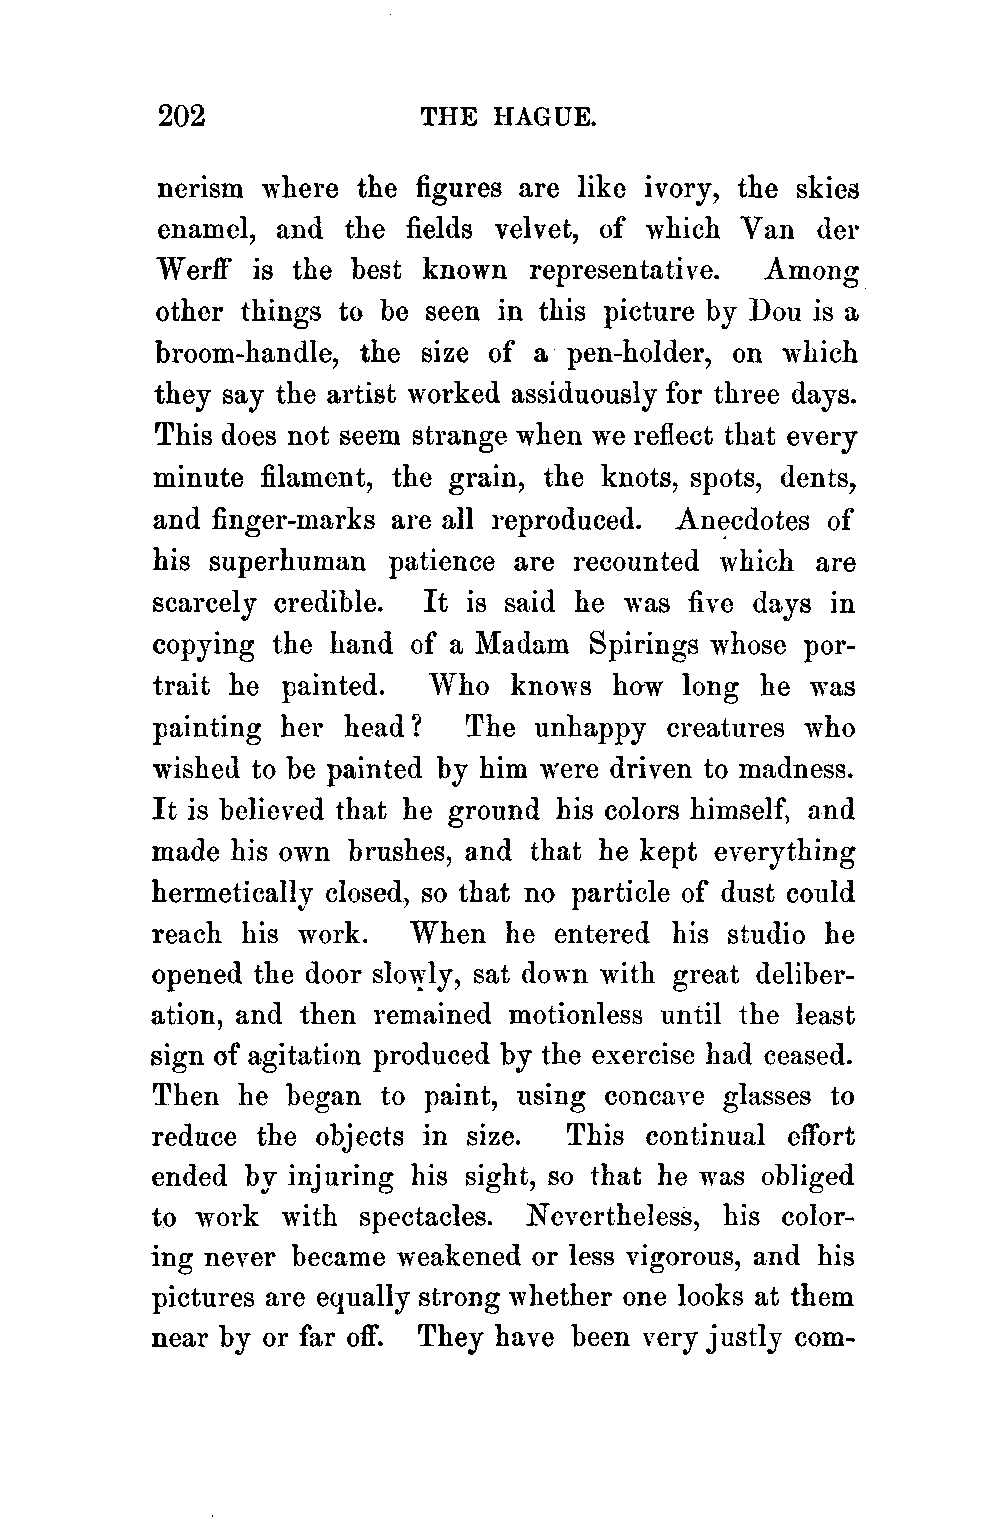 202 THE HAGUE.
nerism where the figures are like ivory, the skies
enamel, and the fields velvet, of which Van der
Werff is the best known representative. Among
other things to be seen in this picture by Dou is a
broom-handle, the size of a pen-holder, on which
they say the artist worked assiduously for three days.
This does not seem strange when we reflect that every
minute filament, the grain, the knots, spots, dents,
and finger-marks are all reproduced. Anecdotes of
his superhuman patience are recounted which are
scarcely credible. It is said he was five days in
copying the hand of a Madam Spirings whose por-
trait he painted. Who knows how long he was
painting her head? The unhappy creatures who
wished to be painted by him were driven to madness.
It is believed that he ground his colors himself, and
made his own brushes, and that he kept everything
hermetically closed, so that no particle of dust could
reach his work. When he entered his studio he
opened the door slowly, sat down with great deliber-
ation, and then remained motionless until the least
sign of agitation produced by the exercise had ceased.
Then he began to paint, using concave glasses to
reduce the objects in size. This continual effort
ended by injuring his sight, so that he was obliged
to work with spectacles. Nevertheless, his color-
ing never became weakened or less vigorous, and his
pictures are equally strong whether one looks at them
near by or far off. They have been very justly com-